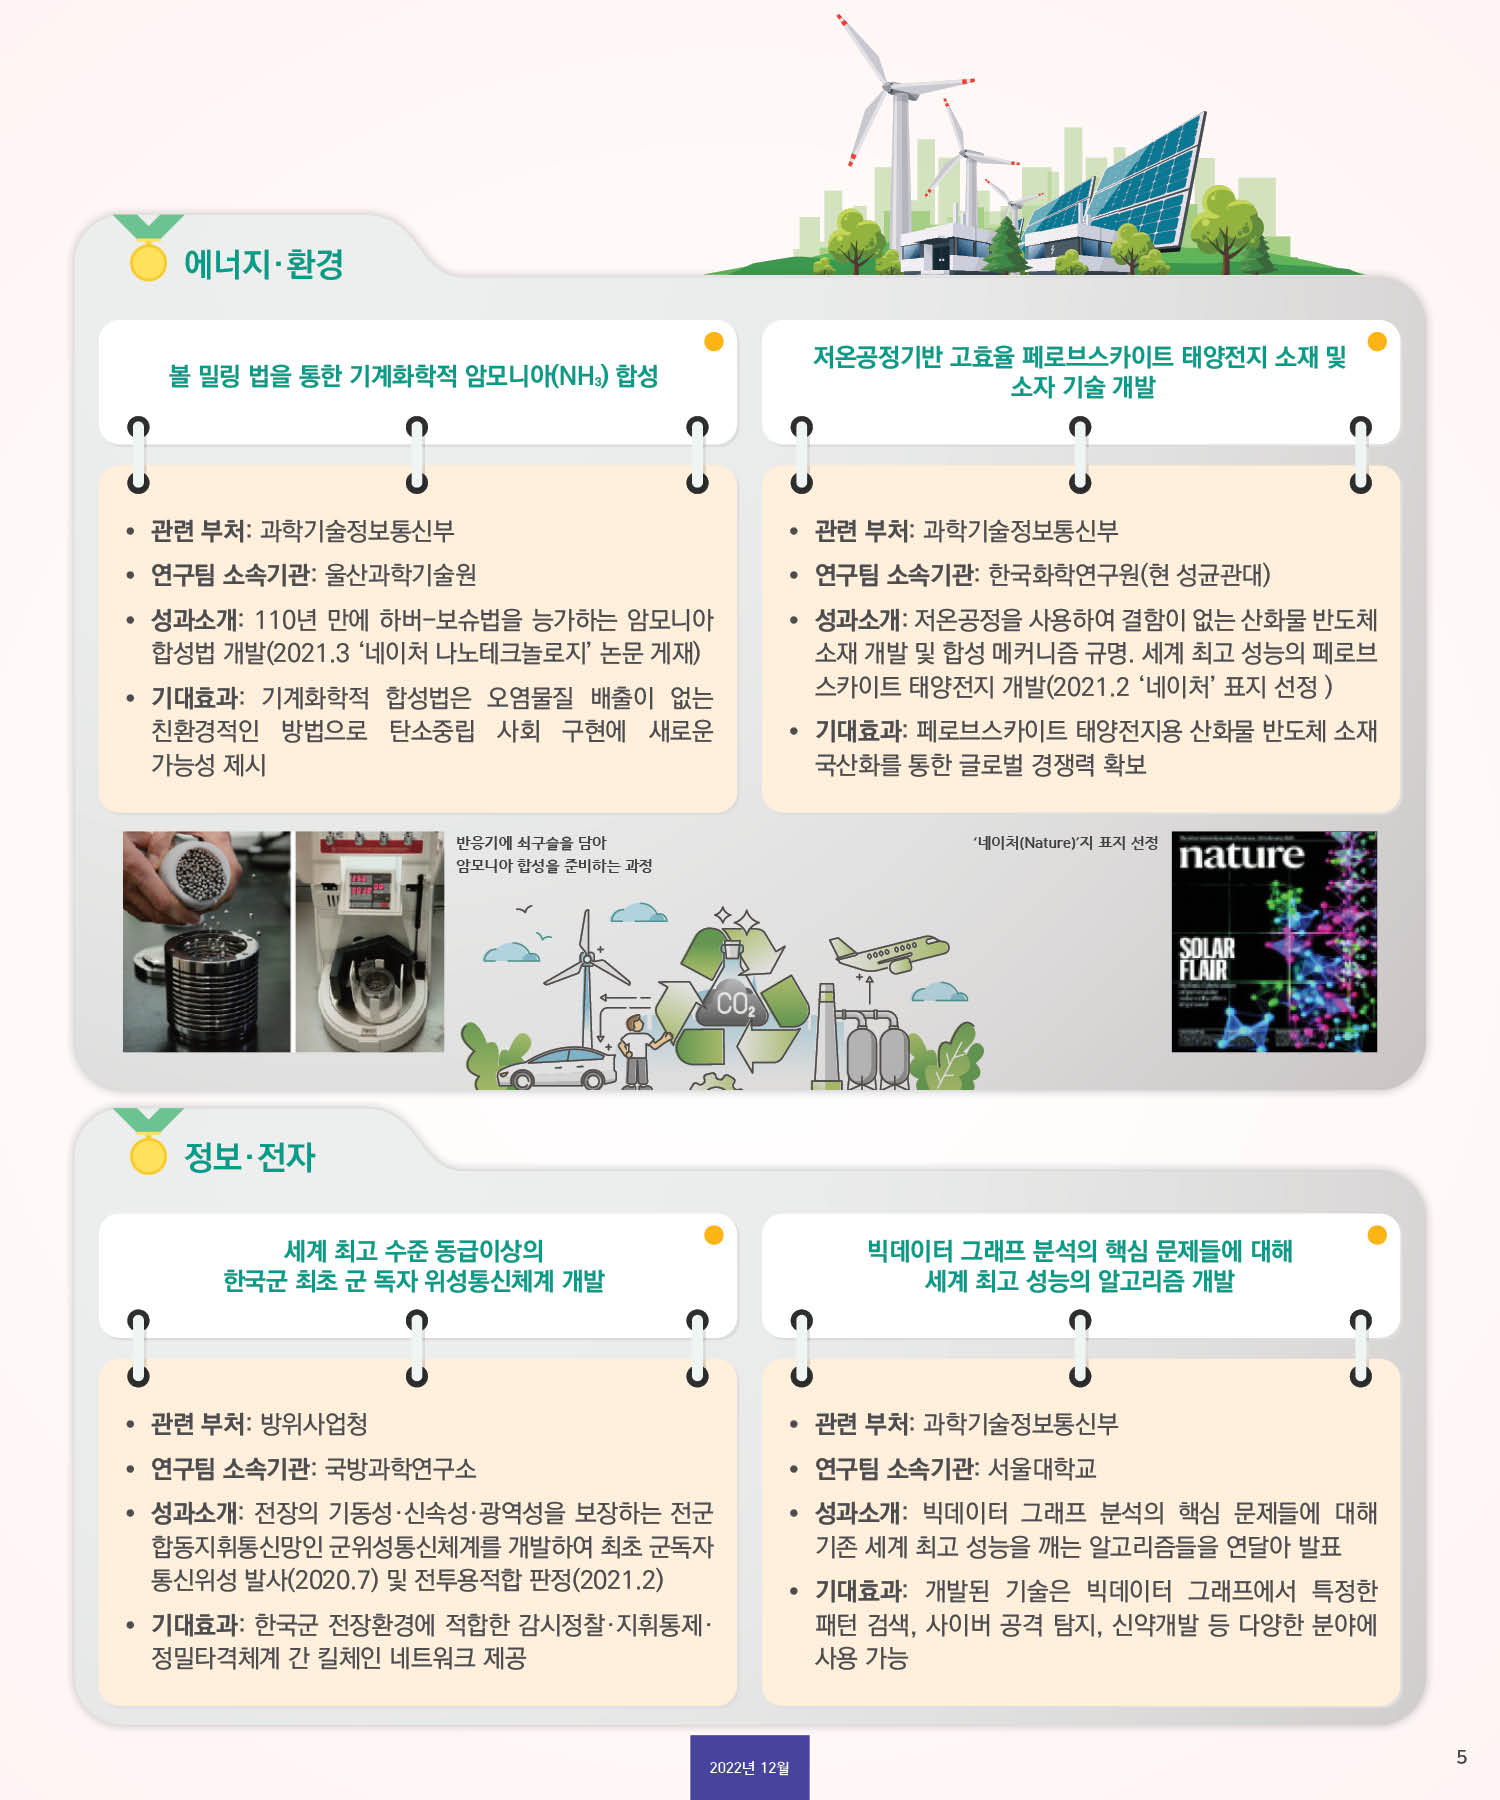 에너지·환경
볼 밀링 법을 통한 기계화학적 암모니아(NH₃) 합성
• 관련 부처: 과학기술정보통신부
• 연구팀 소속기관: 울산과학기술원
• 성과소개: 110년 만에 하버-보슈법을 능가하는 암모니아
합성법 개발(2021.3 ‘네이처 나노테크놀로지’ 논문 게재)
• 기대효과: 기계화학적 합성법은 오염물질 배출이 없는
친환경적인 방법으로 탄소중립 사회 구현에 새로운
가능성 제시
저온공정기반 고효율 페로브스카이트 태양전지 소재 및
소자 기술 개발
• 관련 부처: 과학기술정보통신부
• 연구팀 소속기관: 한국화학연구원(현 성균관대)
• 성과소개: 저온공정을 사용하여 결함이 없는 산화물 반도체
소재 개발 및 합성 메커니즘 규명. 세계 최고 성능의 페로브
스카이트 태양전지 개발(2021.2 ‘네이처’ 표지 선정 )
• 기대효과: 페로브스카이트 태양전지용 산화물 반도체 소재
국산화를 통한 글로벌 경쟁력 확보
반응기에 쇠구슬을 담아
암모니아 합성을 준비하는 과정
CO₂
‘네이처(Nature)’지 표지 선정
nature
SOLAR
FLAIR
정보·전자
세계 최고 수준 동급이상의
한국군 최초 군 독자 위성통신체계 개발
• 관련 부처: 방위사업청
• 연구팀 소속기관: 국방과학연구소
• 성과소개: 전장의 기동성·신속성·광역성을 보장하는 전군
합동지휘통신망인 군위성통신체계를 개발하여 최초 군독자
통신위성 발사(2020.7) 및 전투용적합 판정(2021.2)
• 기대효과: 한국군 전장환경에 적합한 감시정찰·지휘통제·
정밀타격체계 간 킬체인 네트워크 제공
빅데이터 그래프 분석의 핵심 문제들에 대해
세계 최고 성능의 알고리즘 개발
• 관련 부처: 과학기술정보통신부
• 연구팀 소속기관: 서울대학교
• 성과소개: 빅데이터 그래프 분석의 핵심 문제들에 대해
기존 세계 최고 성능을 깨는 알고리즘들을 연달아 발표
• 기대효과: 개발된 기술은 빅데이터 그래프에서 특정한
패턴 검색, 사이버 공격 탐지, 신약개발 등 다양한 분야에
사용 가능
2022년 12월
5